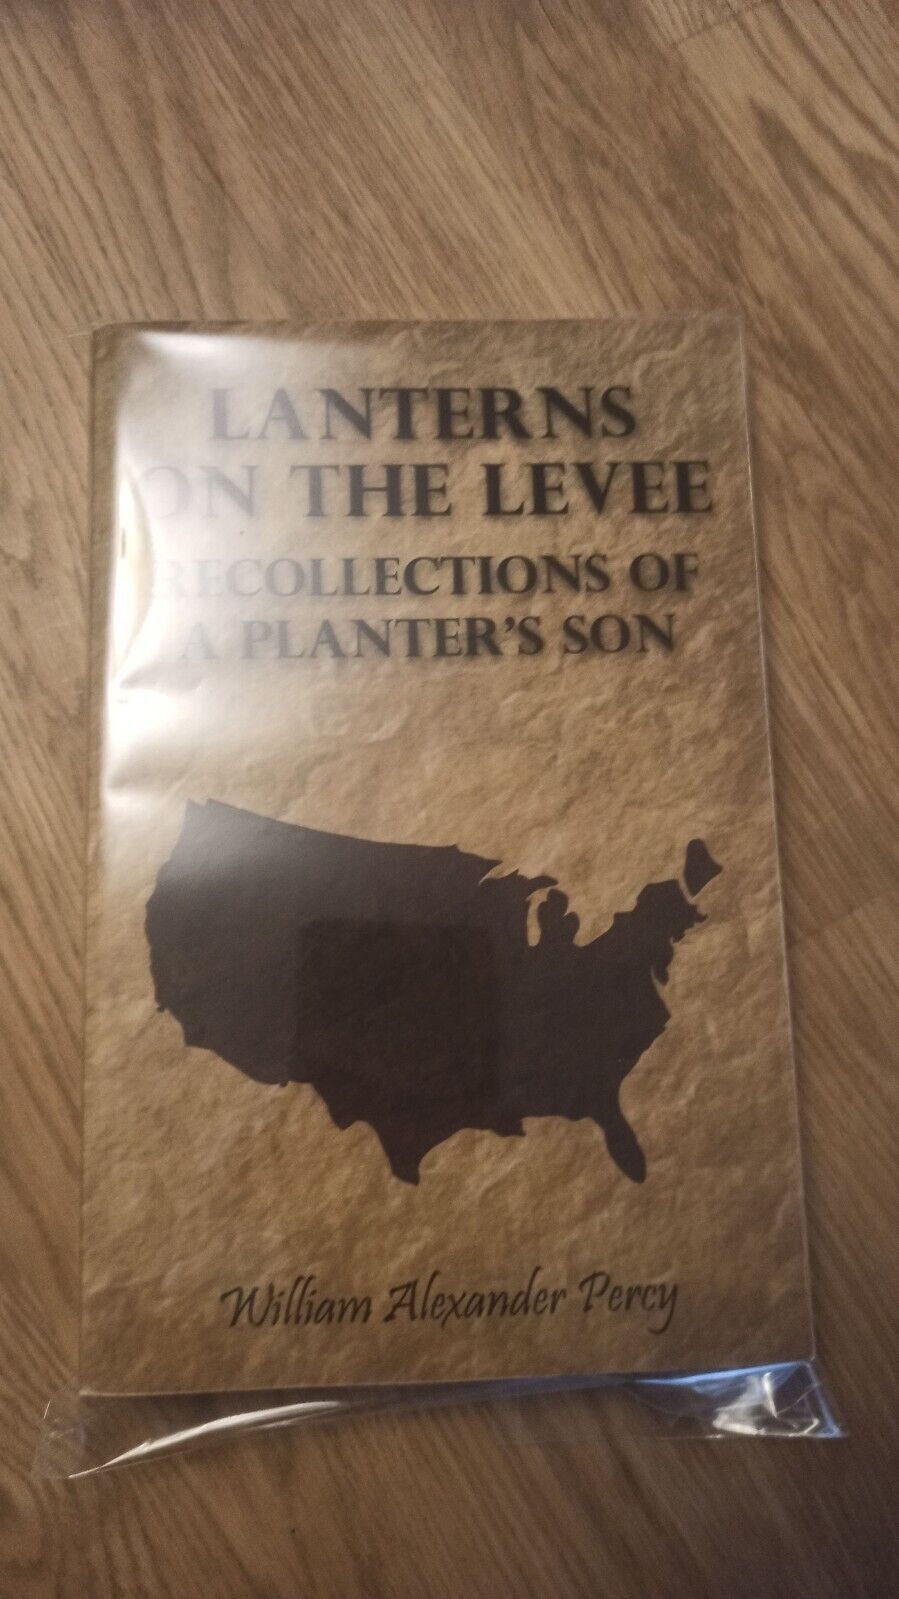 LANTERNS
ON THE LEVEE
RECOLLECTIONS OF
A PLANTER'S SON
William Alexander Percy